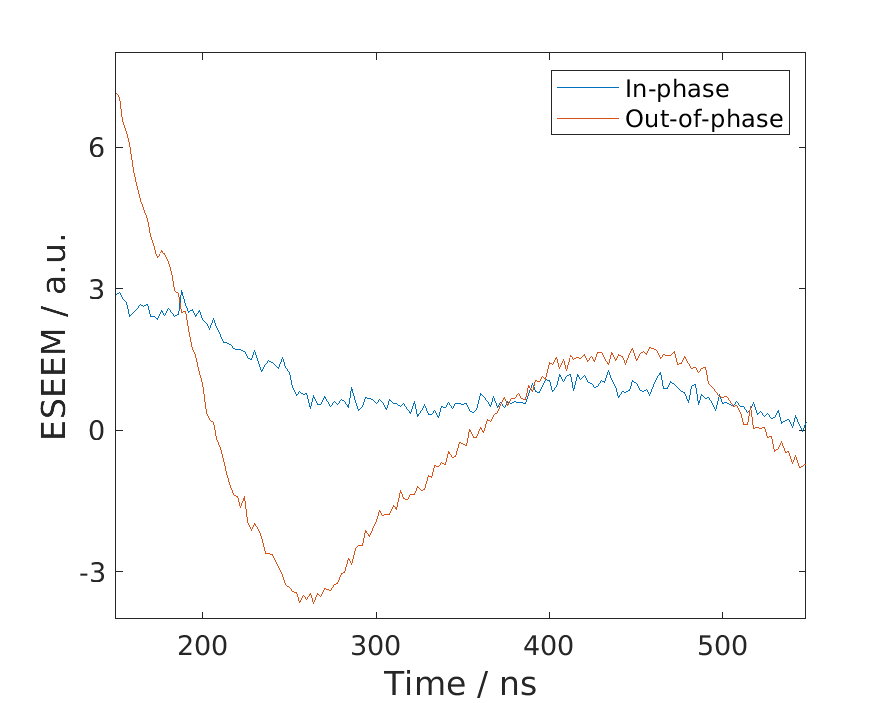 In-phase
Out-of-phase
6
3
0
-3
ESEEM / a.u.
200 300 400 500
Time / ns